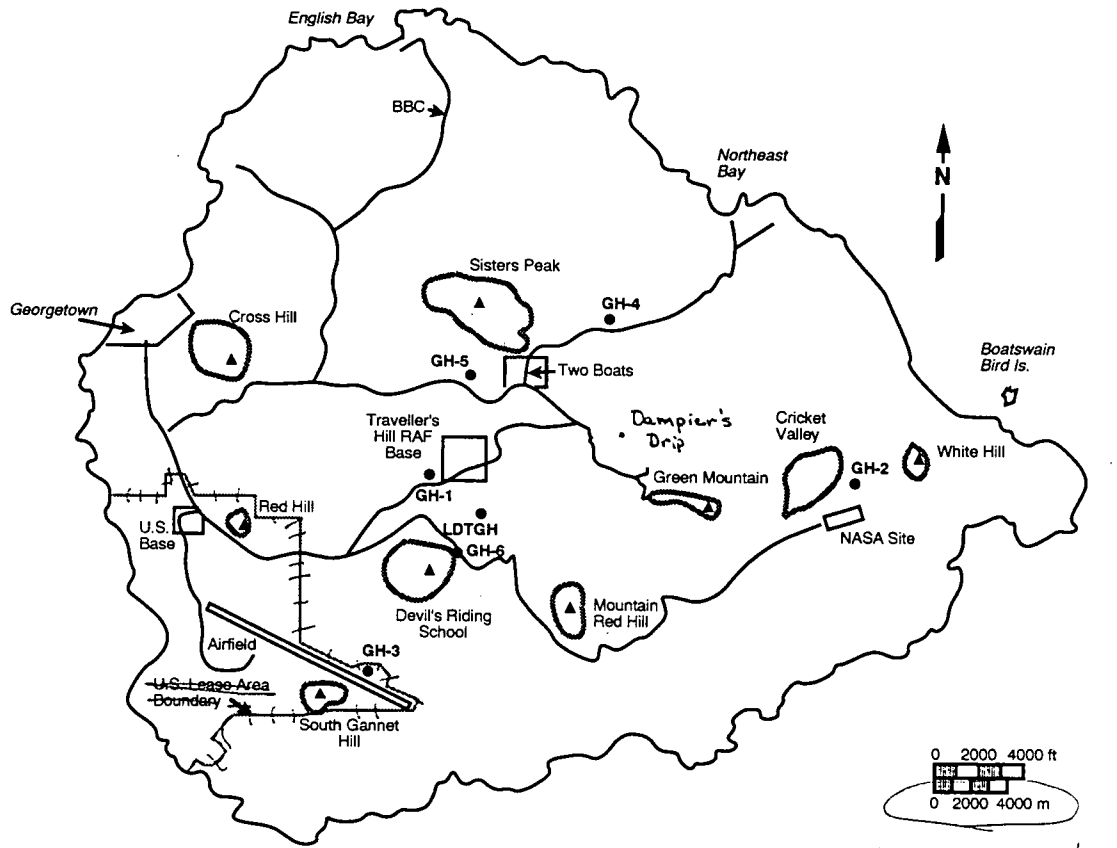 English Bay
BBC
Northeast
Bay
N
Sisters Peak
GH-4
Georgetown
Cross Hill
Boatswain
Bird Is.
GH-5
Two Boats
Traveller's
Hill RAF
Base
Dampier's
Drip
Cricket
Valley
White Hill
Green Mountain
GH-2
GH-1
Red Hill
U.S.
Base
LDTGH
NASA Site
GH-6
Devil's Riding
School
Mountain
Red Hill
Airfield
GH-3
U.S. Lease Area
Boundary
South Gannet
Hill
0 2000 4000 ft
0 2000 4000 m